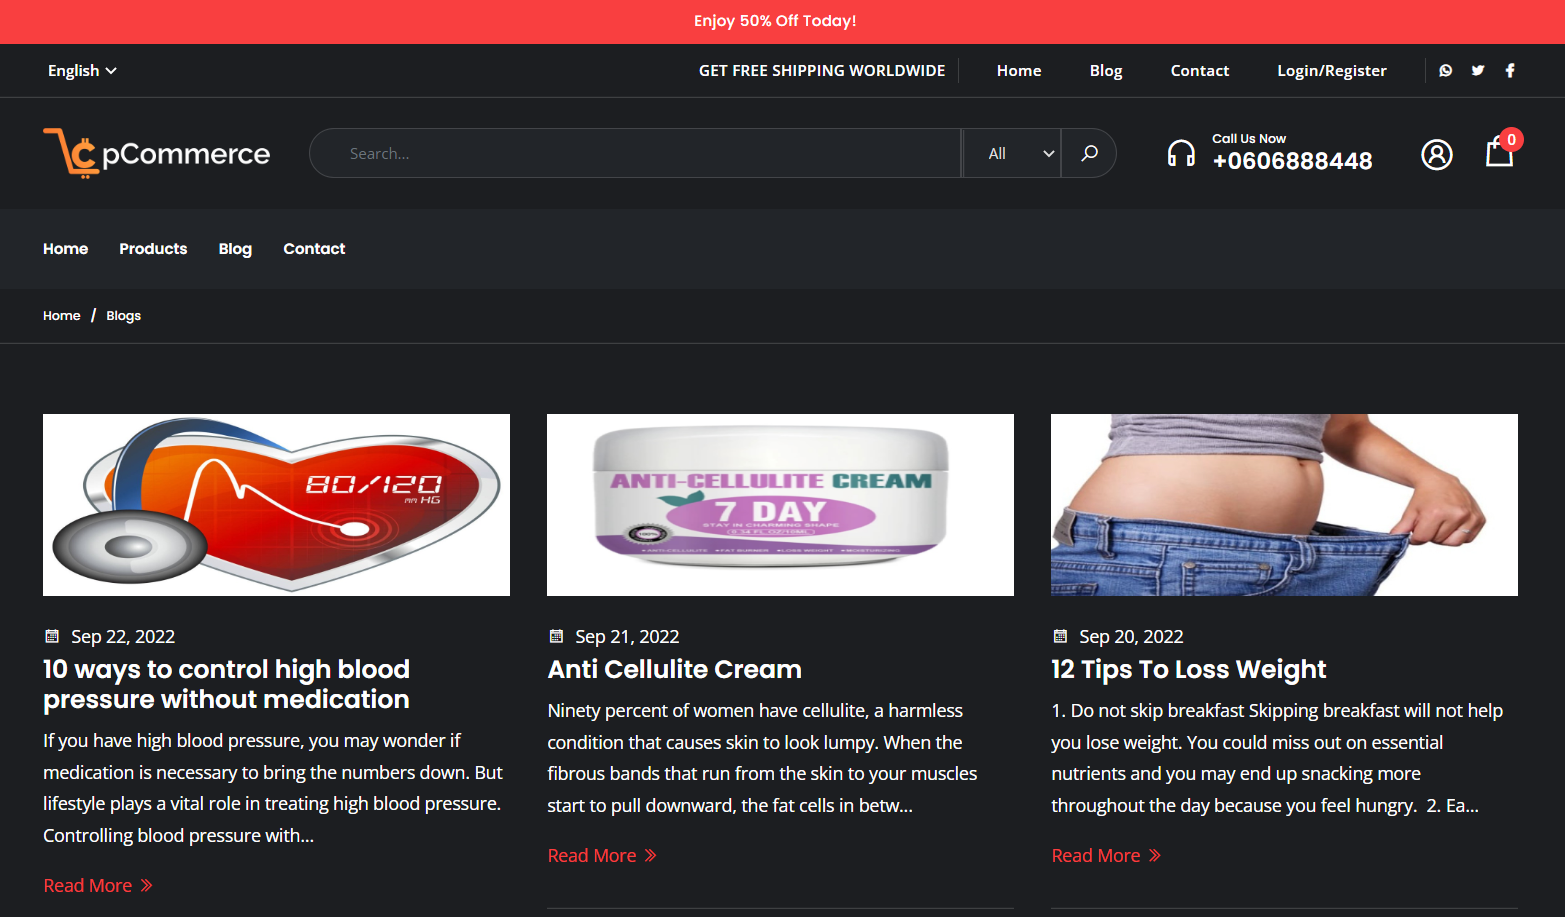 Enjoy 50% Off Today!
English
GET FREE SHIPPING WORLDWIDE
Home
Blog
Contact
Login/Register
pCommerce
Search...
All
Call Us Now
+0606888448
0
Home
Products
Blog
Contact
Home / Blogs
80/120
mm HG
Sep 22, 2022
10 ways to control high blood
pressure without medication
If you have high blood pressure, you may wonder if
medication is necessary to bring the numbers down. But
lifestyle plays a vital role in treating high blood pressure.
Controlling blood pressure with...
Read More
ANTI-CELLULITE CREAM
7 DAY
STAY IN CHARMING SHAPE
100%
•ANTI-CELLULITE •FAT BURNER •LOSS WEIGHT •MOISTURIZING
Sep 21, 2022
Anti Cellulite Cream
Ninety percent of women have cellulite, a harmless
condition that causes skin to look lumpy. When the
fibrous bands that run from the skin to your muscles
start to pull downward, the fat cells in betw...
Read More
Sep 20, 2022
12 Tips To Loss Weight
1. Do not skip breakfast Skipping breakfast will not help
you lose weight. You could miss out on essential
nutrients and you may end up snacking more
throughout the day because you feel hungry.  2. Ea...
Read More